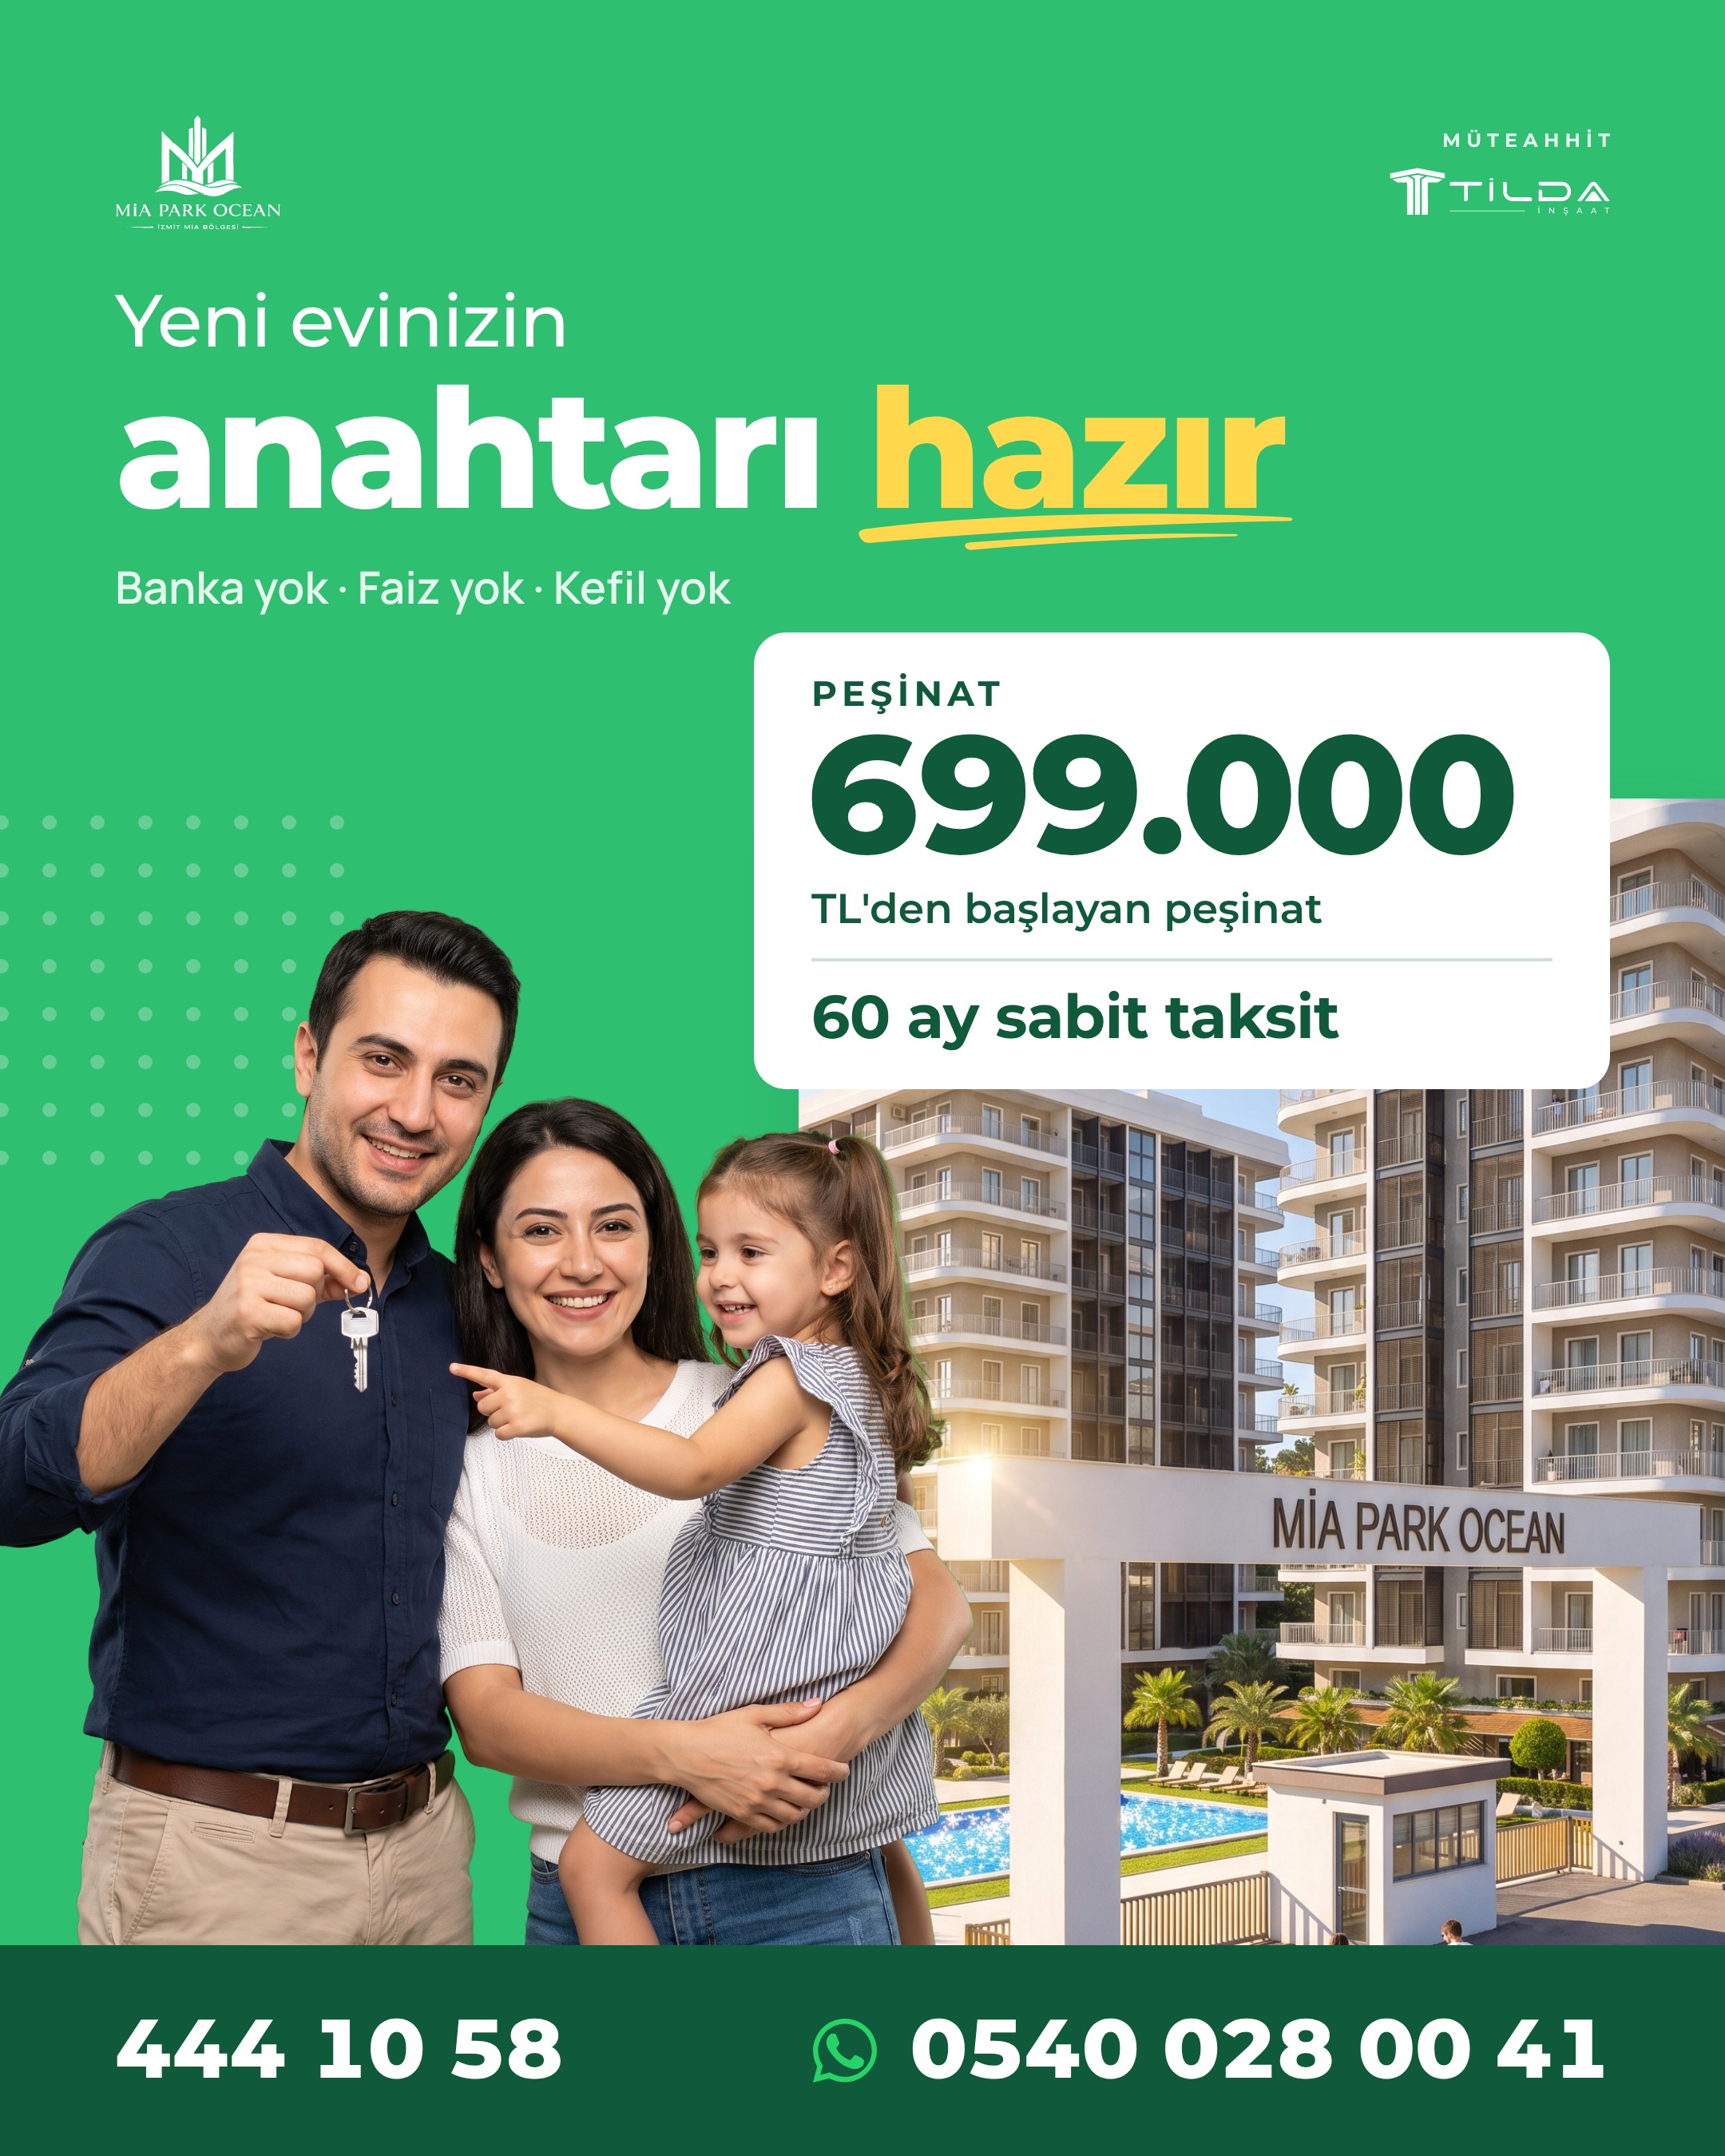 MİA PARK OCEAN
İZMİT MİA BÖLGESİ
MÜTEAHHİT
TİLDA
İNŞAAT
Yeni evinizin
anahtarı hazır
Banka yok · Faiz yok · Kefil yok
PEŞİNAT
699.000
TL'den başlayan peşinat
60 ay sabit taksit
MİA PARK OCEAN
444 10 58
0540 028 00 41